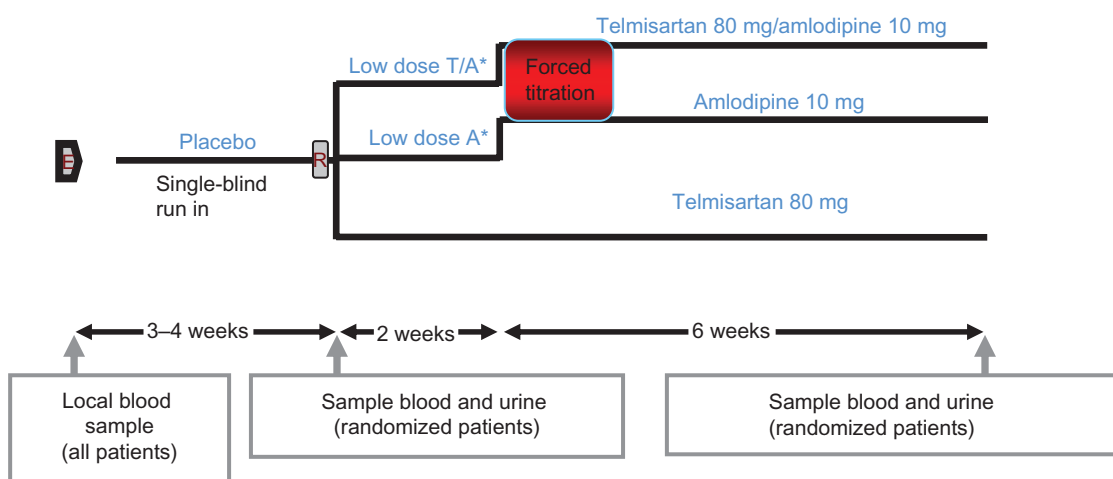 Telmisartan 80 mg/amlodipine 10 mg
Low dose T/A*
Forced
titration
Amlodipine 10 mg
Low dose A*
Placebo
E
R
Single-blind
run in
Telmisartan 80 mg
3–4 weeks
2 weeks
6 weeks
Local blood
sample
(all patients)
Sample blood and urine
(randomized patients)
Sample blood and urine
(randomized patients)